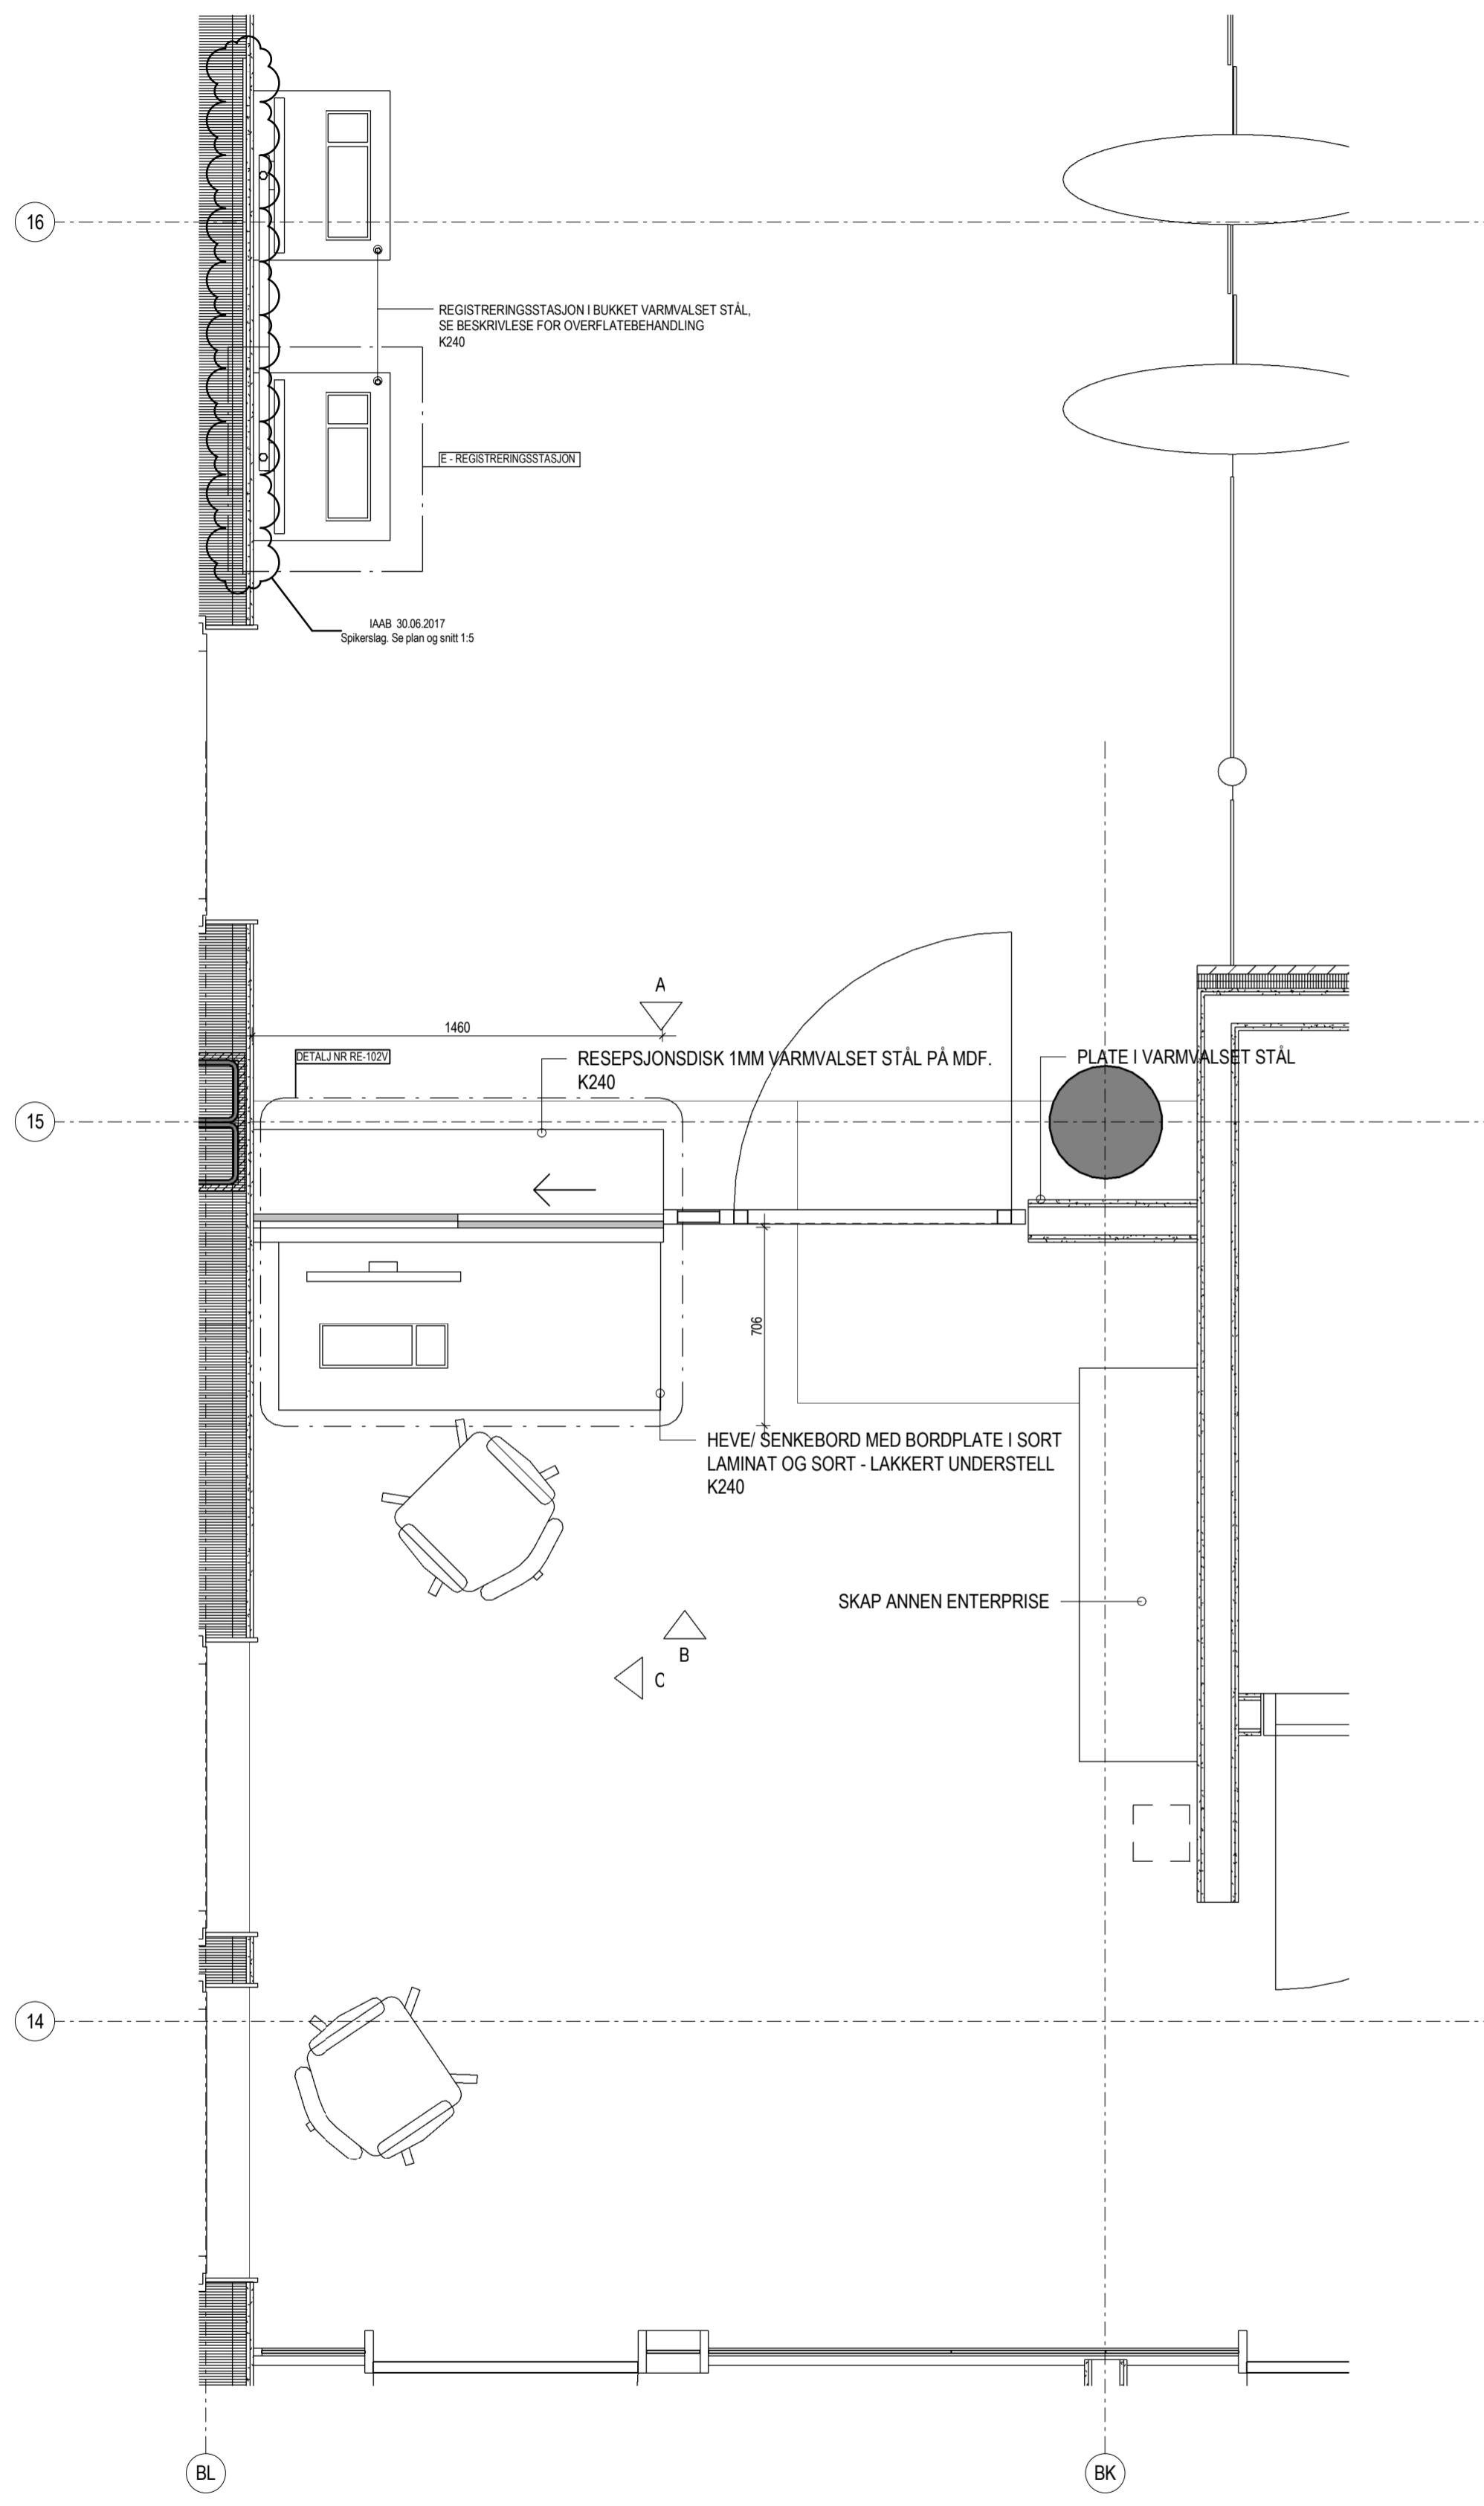 16
REGISTRERINGSSTASJON I BUKKET VARMVALSET STÅL,
SE BESKRIVLESE FOR OVERFLATEBEHANDLING
K240
E - REGISTRERINGSSTASJON
IAAB 30.06.2017
Spikerslag. Se plan og snitt 1:5
A
1460
DETALJ NR RE-102V
RESEPSJONSDISK 1MM VARMVALSET STÅL PÅ MDF.
K240
PLATE I VARMVALSET STÅL
15
706
HEVE/ SENKEBORD MED BORDPLATE I SORT
LAMINAT OG SORT - LAKKERT UNDERSTELL
K240
SKAP ANNEN ENTERPRISE
B
C
14
BL
BK